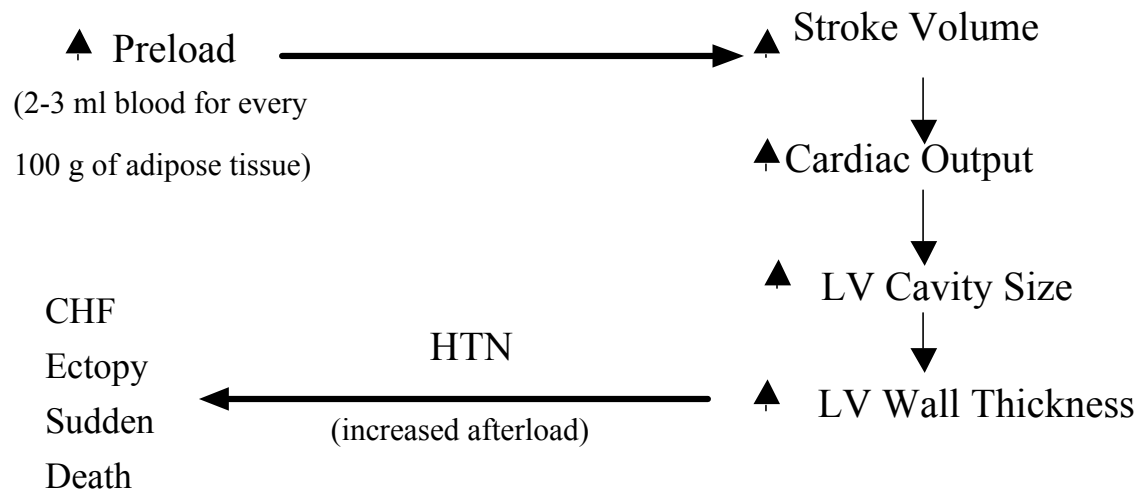 Preload
(2-3 ml blood for every
100 g of adipose tissue)
Stroke Volume
Cardiac Output
LV Cavity Size
LV Wall Thickness
HTN
(increased afterload)
CHF
Ectopy
Sudden
Death